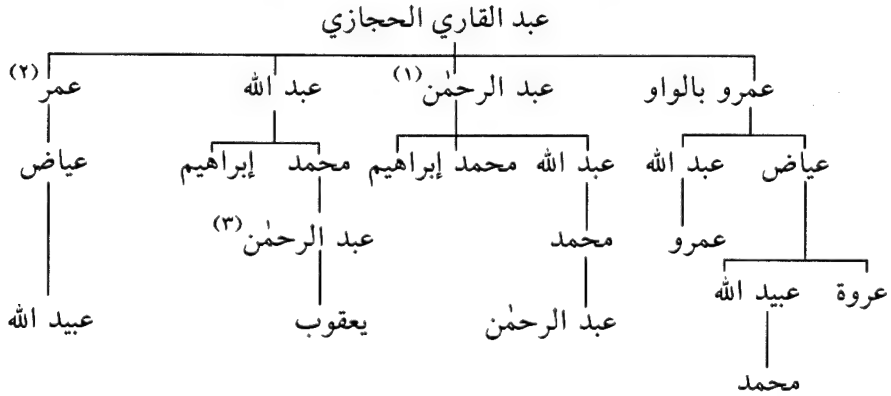 عبد القاري الحجازي
عمرو بالواو عبد الرحمٰن (١) عبد الله عمر (٢)
عياض عبد الله عبد الله محمد إبراهيم محمد إبراهيم عياض
عمرو محمد عبد الرحمٰن (٣)
عروة عبيد الله عبد الرحمٰن يعقوب عبيد الله
محمد